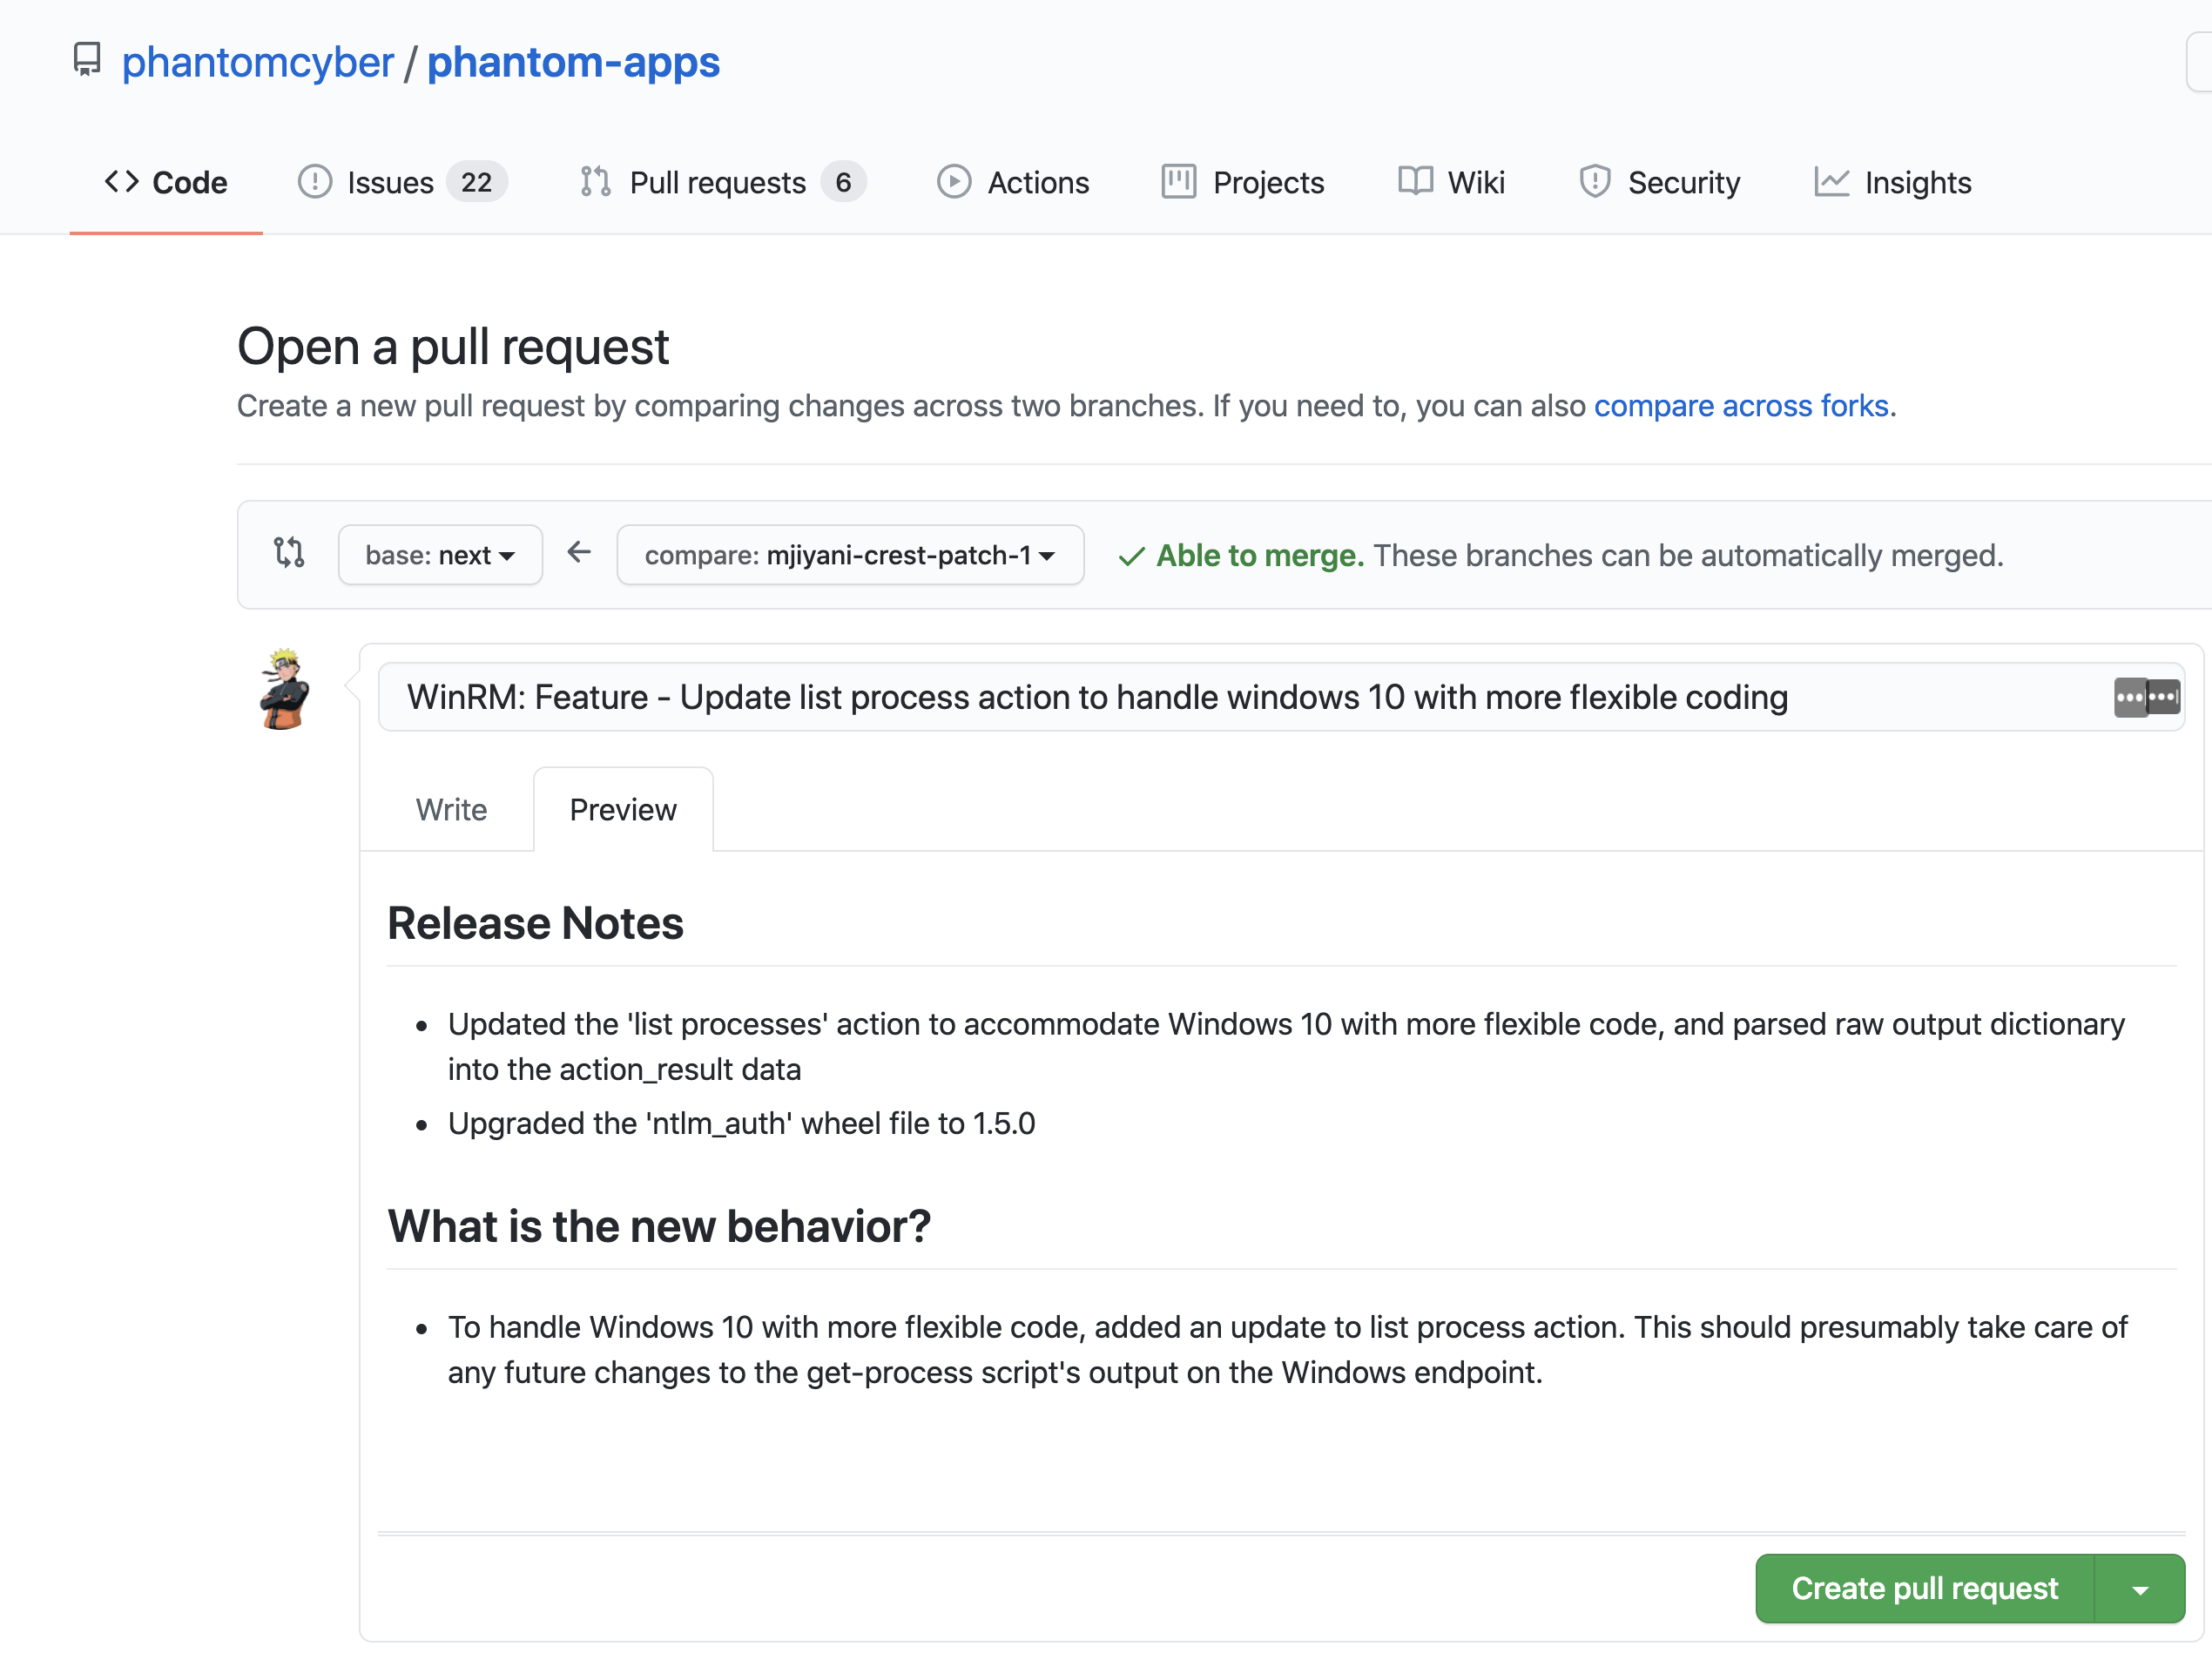 phantomcyber / phantom-apps
Code Issues 22 Pull requests 6 Actions Projects Wiki Security Insights
Open a pull request
Create a new pull request by comparing changes across two branches. If you need to, you can also compare across forks.
base: next compare: mjiyani-crest-patch-1 Able to merge. These branches can be automatically merged.
WinRM: Feature - Update list process action to handle windows 10 with more flexible coding
Write Preview
Release Notes
Updated the 'list processes' action to accommodate Windows 10 with more flexible code, and parsed raw output dictionary
into the action_result data
Upgraded the 'ntlm_auth' wheel file to 1.5.0
What is the new behavior?
To handle Windows 10 with more flexible code, added an update to list process action. This should presumably take care of
any future changes to the get-process script's output on the Windows endpoint.
Create pull request